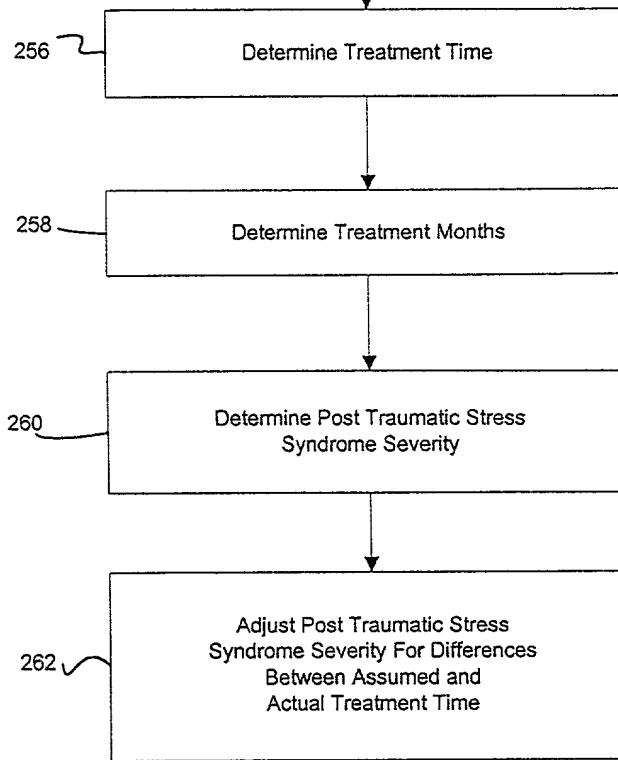 256
Determine Treatment Time
258
Determine Treatment Months
260
Determine Post Traumatic Stress
Syndrome Severity
262
Adjust Post Traumatic Stress
Syndrome Severity For Differences
Between Assumed and
Actual Treatment Time